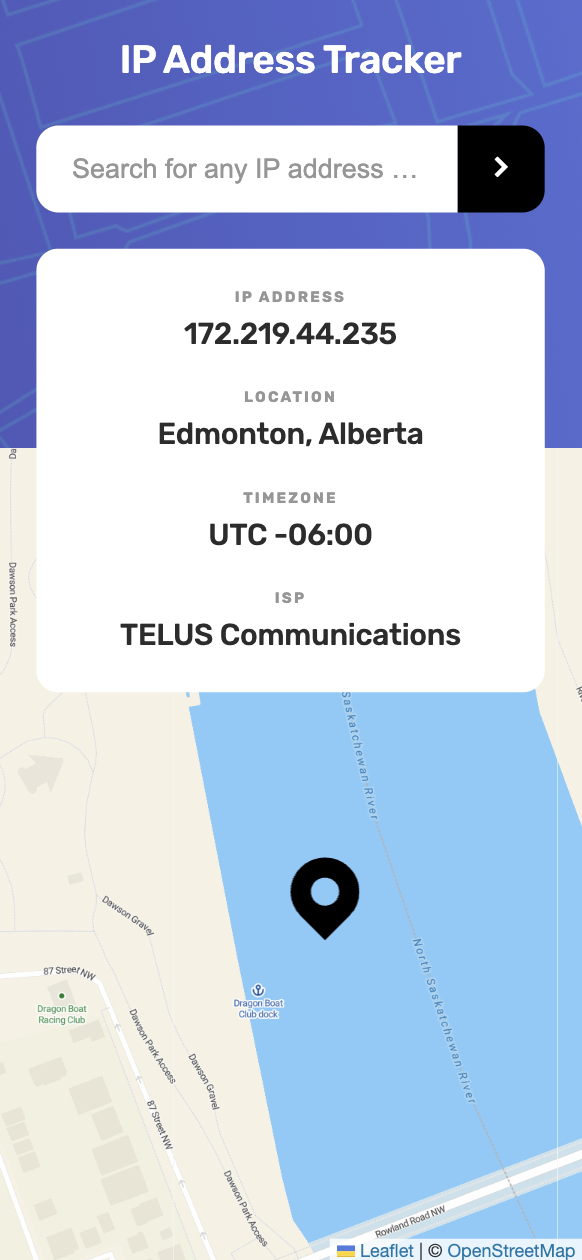 IP Address Tracker
Search for any IP address ...
IP ADDRESS
172.219.44.235
LOCATION
Edmonton, Alberta
TIMEZONE
UTC -06:00
ISP
TELUS Communications
Dawson Park Access
Saskatchewan River
Dawson Gravel
87 Street NW
Dragon Boat
Racing Club
Dragon Boat
Club dock
North Saskatchewan River
Dawson Park Access
Dawson Gravel
87 Street NW
Dawson Park Access
Rowland Road NW
Leaflet | © OpenStreetMap